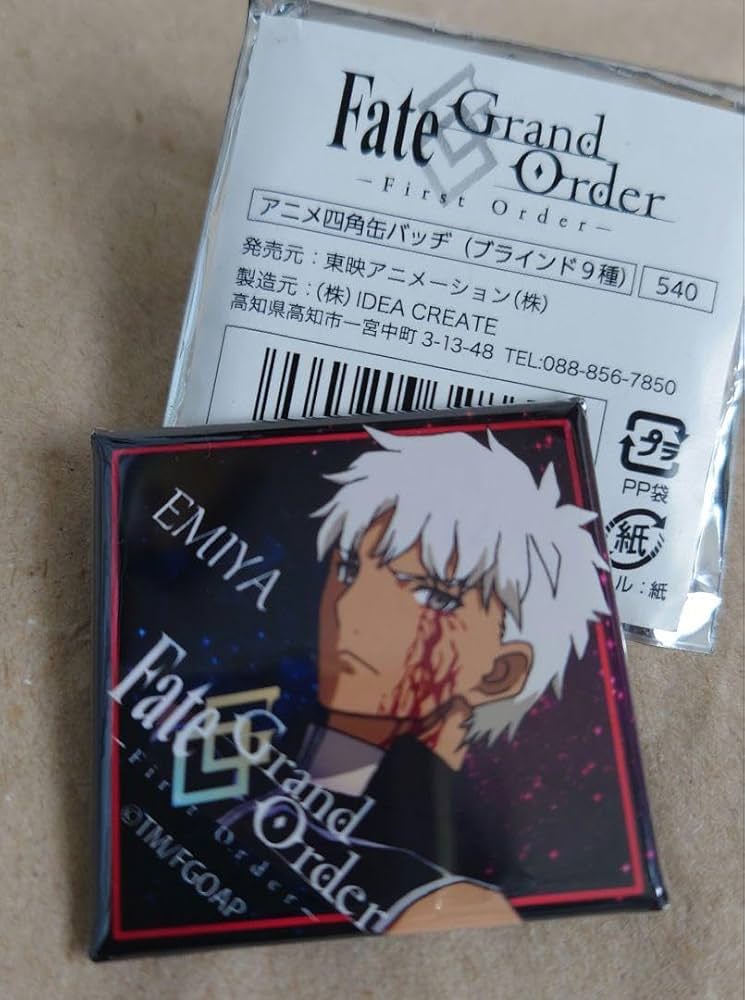 Fate Grand Order
-First Order-
アニメ四角缶バッヂ (ブラインド9種) 540
発売元:東映アニメーション(株)
製造元:(株) IDEA CREATE
高知県高知市一宮中町3-13-48 TEL:088-856-7850
プラ
PP袋
紙
ル:紙
EMIYA
Fate Grand Order
-First Order-
©TM/FGOAP